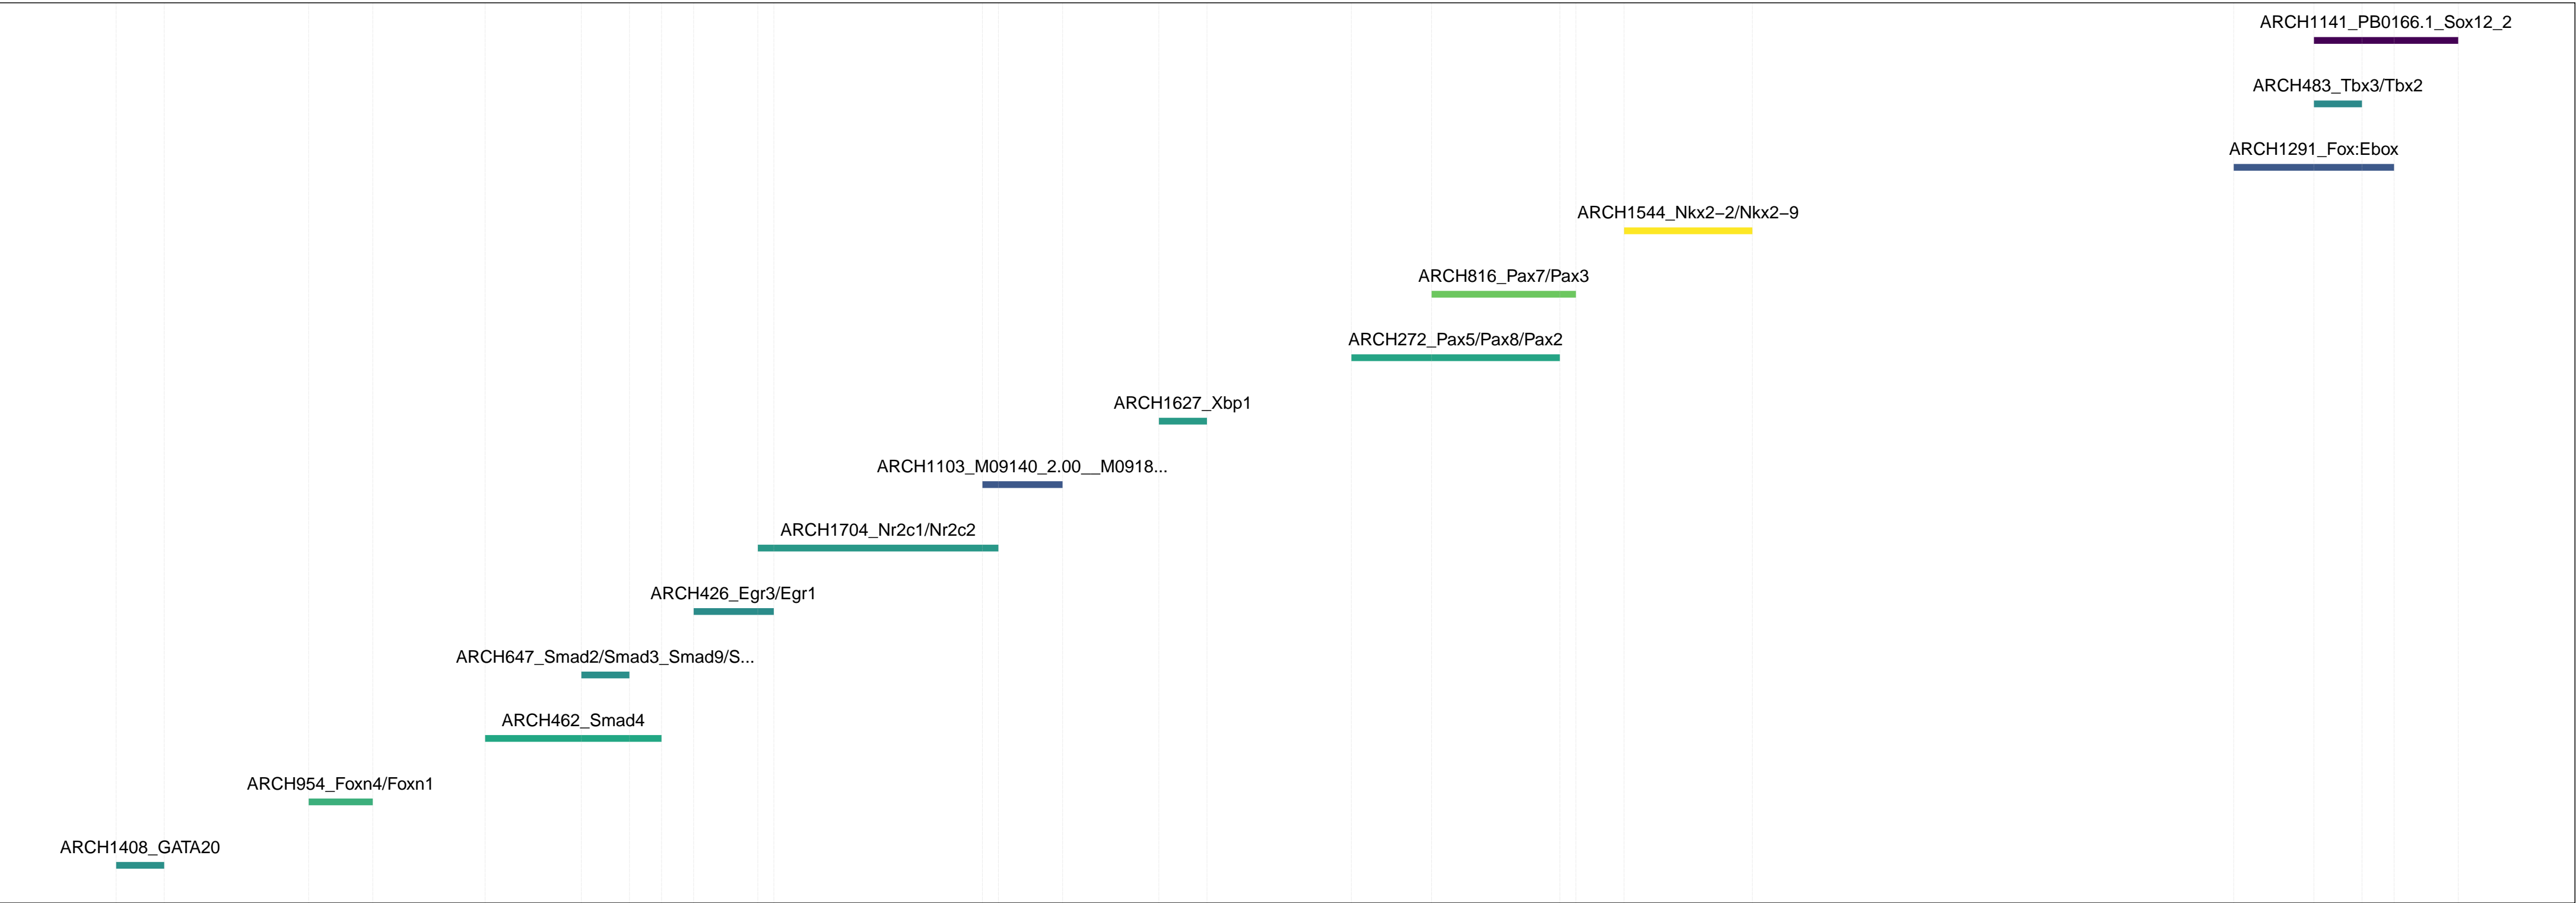 ARCH1141_PB0166.1_Sox12_2
ARCH483_Tbx3/Tbx2
ARCH1291_Fox:Ebox
ARCH1544_Nkx2−2/Nkx2−9
ARCH816_Pax7/Pax3
ARCH272_Pax5/Pax8/Pax2
ARCH1627_Xbp1
ARCH1103_M09140_2.00__M0918...
ARCH1704_Nr2c1/Nr2c2
ARCH426_Egr3/Egr1
ARCH647_Smad2/Smad3_Smad9/S...
ARCH462_Smad4
ARCH954_Foxn4/Foxn1
ARCH1408_GATA20